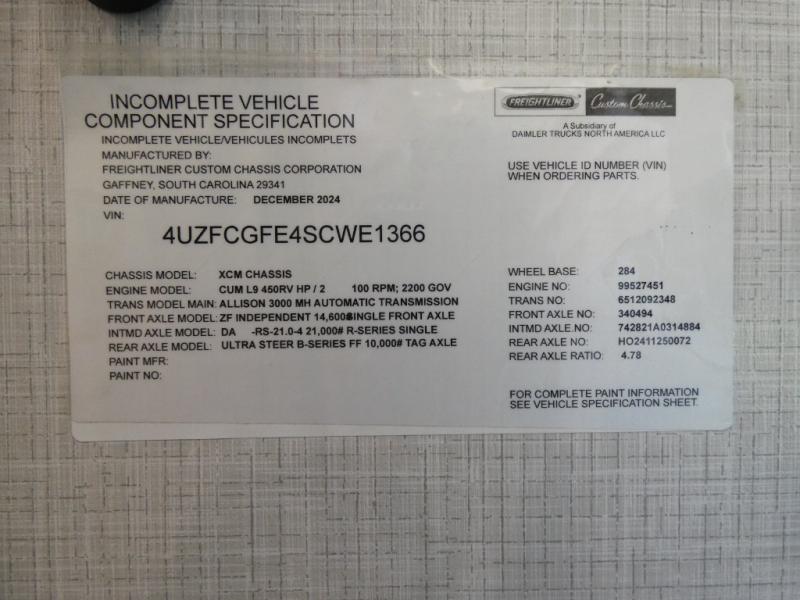 INCOMPLETE VEHICLE
COMPONENT SPECIFICATION
INCOMPLETE VEHICLE/VEHICULES INCOMPLETS
MANUFACTURED BY:
FREIGHTLINER CUSTOM CHASSIS CORPORATION
GAFFNEY, SOUTH CAROLINA 29341
DATE OF MANUFACTURE: DECEMBER 2024
VIN:
4UZFCGFE4SCWE1366
CHASSIS MODEL: XCM CHASSIS
ENGINE MODEL: CUM L9 450RV HP / 2 100 RPM; 2200 GOV
TRANS MODEL MAIN: ALLISON 3000 MH AUTOMATIC TRANSMISSION
FRONT AXLE MODEL: ZF INDEPENDENT 14,600# SINGLE FRONT AXLE
INTMD AXLE MODEL: DA -RS-21.0-4 21,000# R-SERIES SINGLE
REAR AXLE MODEL: ULTRA STEER B-SERIES FF 10,000# TAG AXLE
PAINT MFR:
PAINT NO:
FREIGHTLINER Custom Chassis
A Subsidiary of
DAIMLER TRUCKS NORTH AMERICA LLC
USE VEHICLE ID NUMBER (VIN)
WHEN ORDERING PARTS.
WHEEL BASE: 284
ENGINE NO: 99527451
TRANS NO: 6512092348
FRONT AXLE NO: 340494
INTMD AXLE.NO: 742821A0314884
REAR AXLE NO: HO2411250072
REAR AXLE RATIO: 4.78
FOR COMPLETE PAINT INFORMATION
SEE VEHICLE SPECIFICATION SHEET.